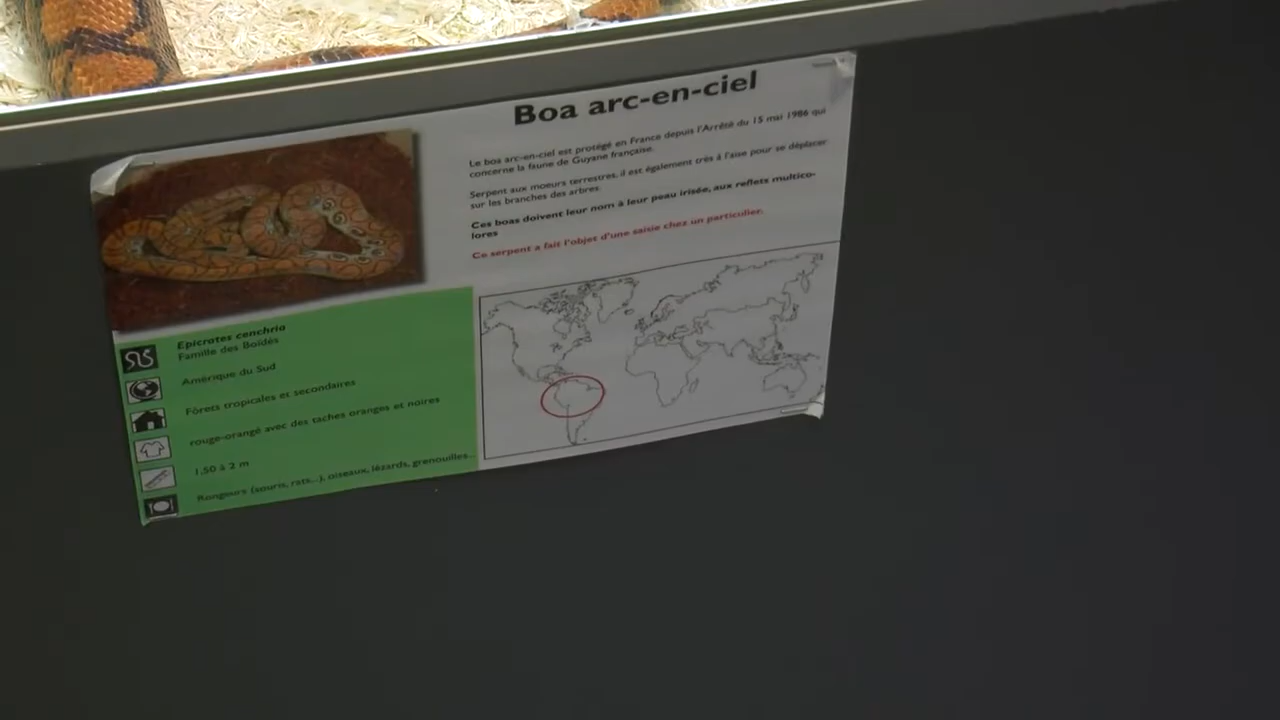 Boa arc-en-ciel
Le boa arc-en-ciel est protégé en France depuis l'Arrêté du 15 mai 1986 qui
concerne la faune de Guyane française.
Serpent aux moeurs terrestres, il est également très à l'aise pour se déplacer
sur les branches des arbres.
Ces boas doivent leur nom à leur peau irisée, aux reflets multico-
lores
Ce serpent a fait l'objet d'une saisie chez un particulier.
Epicrates cenchria
Famille des Boïdés
Amérique du Sud
Fôrets tropicales et secondaires
rouge-orangé avec des taches oranges et noires
1,50 à 2 m
Rongeurs (souris, rats...), oiseaux, lézards, grenouilles...